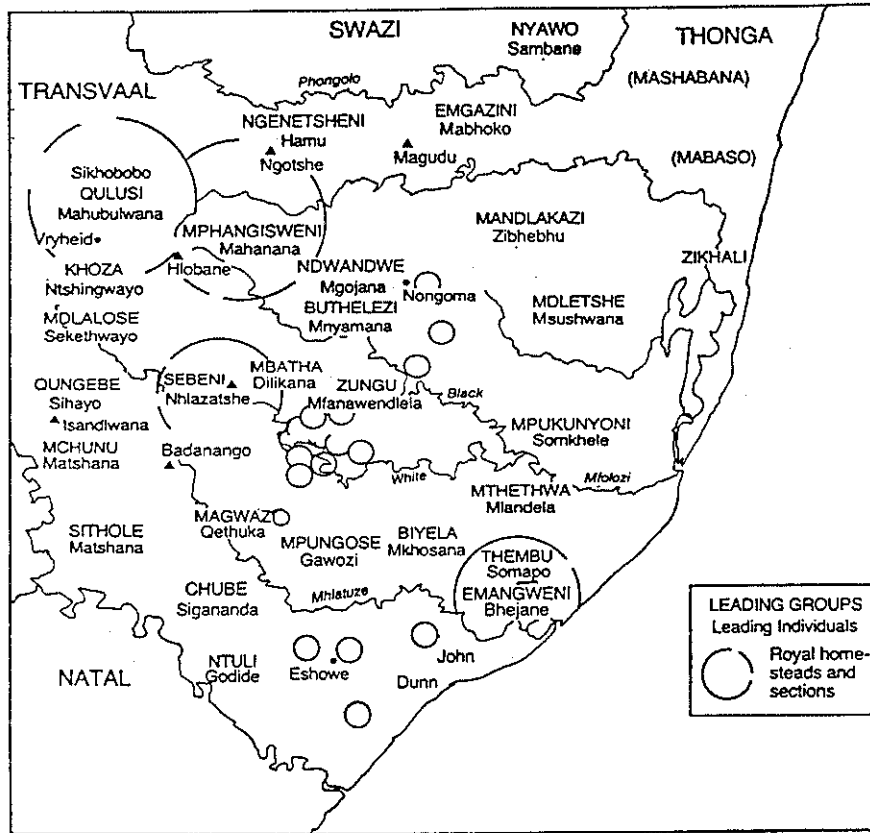 SWAZI
NYAWO
Sambane
THONGA
(MASHABANA)
Phongolo
TRANSVAAL
NGENETSHENI
Hamu
Ngotshe
EMGAZINI
Mabhoko
Magudu
(MABASO)
Sikhobobo
QULUSI
Mahubulwana
Vryheid
MPHANGISWENI
Mahanana
MANDLAKAZI
Zibhebhu
ZIKHALI
KHOZA
Ntshingwayo
Hlobane
NDWANDWE
Mgojana
Nongoma
BUTHELEZI
Mnyamana
MDLETSHE
Msushwana
MDLALOSE
Sekethwayo
SEBENI
Nhlazatshe
MBATHA
Dilikana
ZUNGU
Mfanawendlela
Black
QUNGEBE
Sihayo
Isandlwana
MPUKUNYONI
Somkhele
MCHUNU
Matshana
Badanango
White
Mfolozi
MTHETHWA
Mlandela
MAGWAZI
Qethuka
SITHOLE
Matshana
MPUNGOSE
Gawozi
BIYELA
Mkhosana
THEMBU
Somapo
EMANGWENI
Bhejane
CHUBE
Sigananda
Mhlatuze
LEADING GROUPS
Leading Individuals
Royal home-
steads and
sections
NATAL
NTULI
Godide
Eshowe
John
Dunn